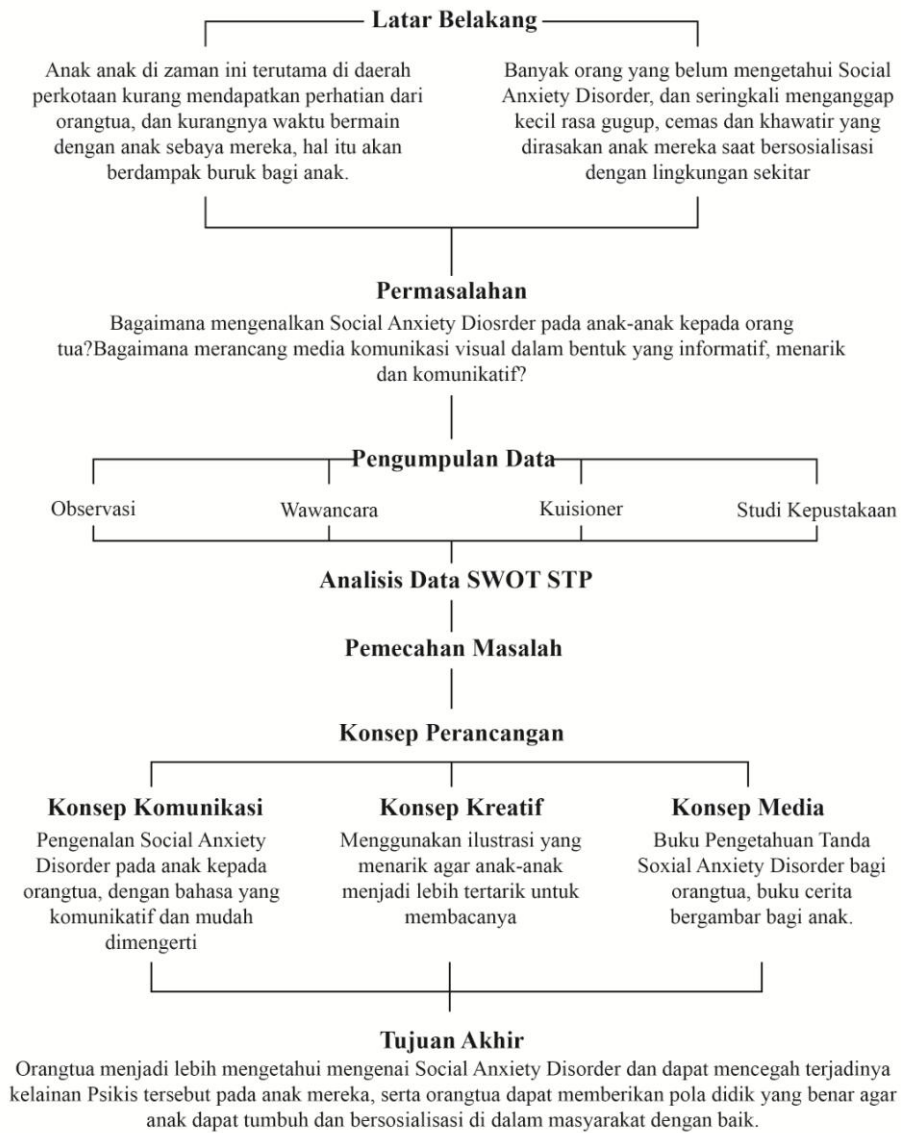 Latar Belakang
Anak anak di zaman ini terutama di daerah
perkotaan kurang mendapatkan perhatian dari
orangtua, dan kurangnya waktu bermain
dengan anak sebaya mereka, hal itu akan
berdampak buruk bagi anak.
Banyak orang yang belum mengetahui Social
Anxiety Disorder, dan seringkali menganggap
kecil rasa gugup, cemas dan khawatir yang
dirasakan anak mereka saat bersosialisasi
dengan lingkungan sekitar
Permasalahan
Bagaimana mengenalkan Social Anxiety Diosrder pada anak-anak kepada orang
tua?Bagaimana merancang media komunikasi visual dalam bentuk yang informatif, menarik
dan komunikatif?
Pengumpulan Data
Observasi
Wawancara
Kuisioner
Studi Kepustakaan
Analisis Data SWOT STP
Pemecahan Masalah
Konsep Perancangan
Konsep Komunikasi
Pengenalan Social Anxiety
Disorder pada anak kepada
orangtua, dengan bahasa yang
komunikatif dan mudah
dimengerti
Konsep Kreatif
Menggunakan ilustrasi yang
menarik agar anak-anak
menjadi lebih tertarik untuk
membacanya
Konsep Media
Buku Pengetahuan Tanda
Soxial Anxiety Disorder bagi
orangtua, buku cerita
bergambar bagi anak.
Tujuan Akhir
Orangtua menjadi lebih mengetahui mengenai Social Anxiety Disorder dan dapat mencegah terjadinya
kelainan Psikis tersebut pada anak mereka, serta orangtua dapat memberikan pola didik yang benar agar
anak dapat tumbuh dan bersosialisasi di dalam masyarakat dengan baik.